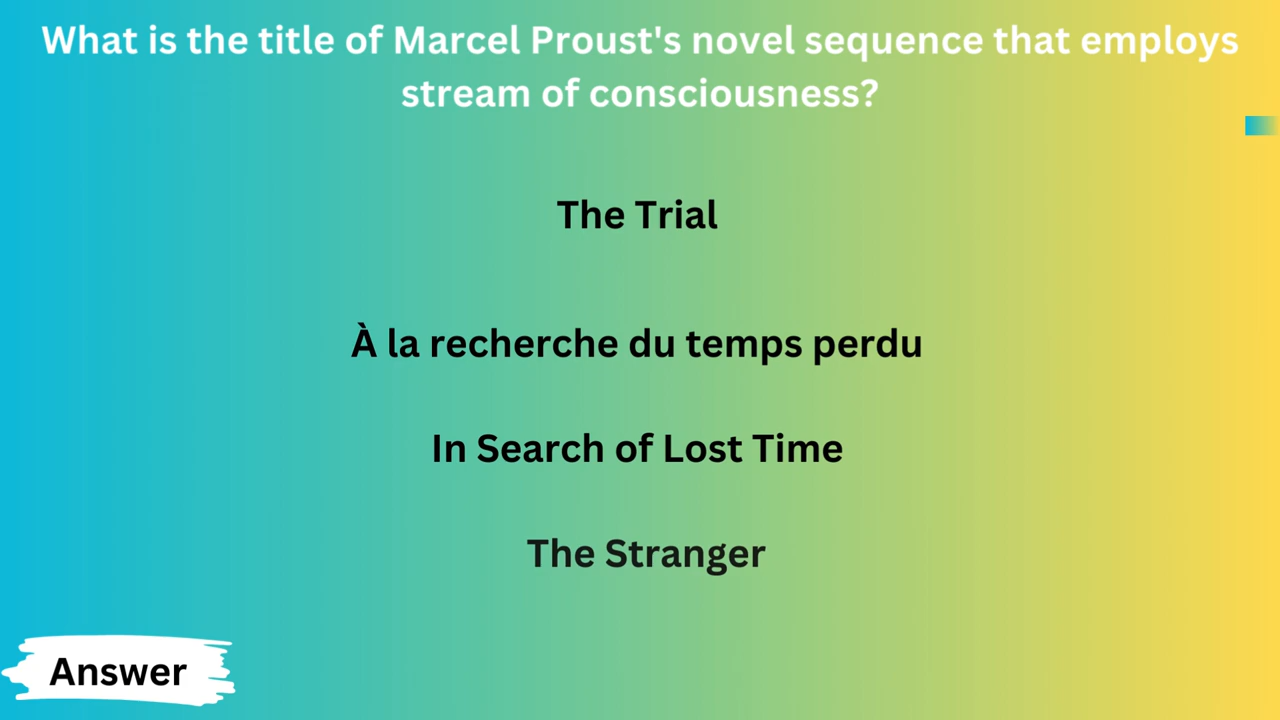 What is the title of Marcel Proust's novel sequence that employs
stream of consciousness?
The Trial
À la recherche du temps perdu
In Search of Lost Time
The Stranger
Answer